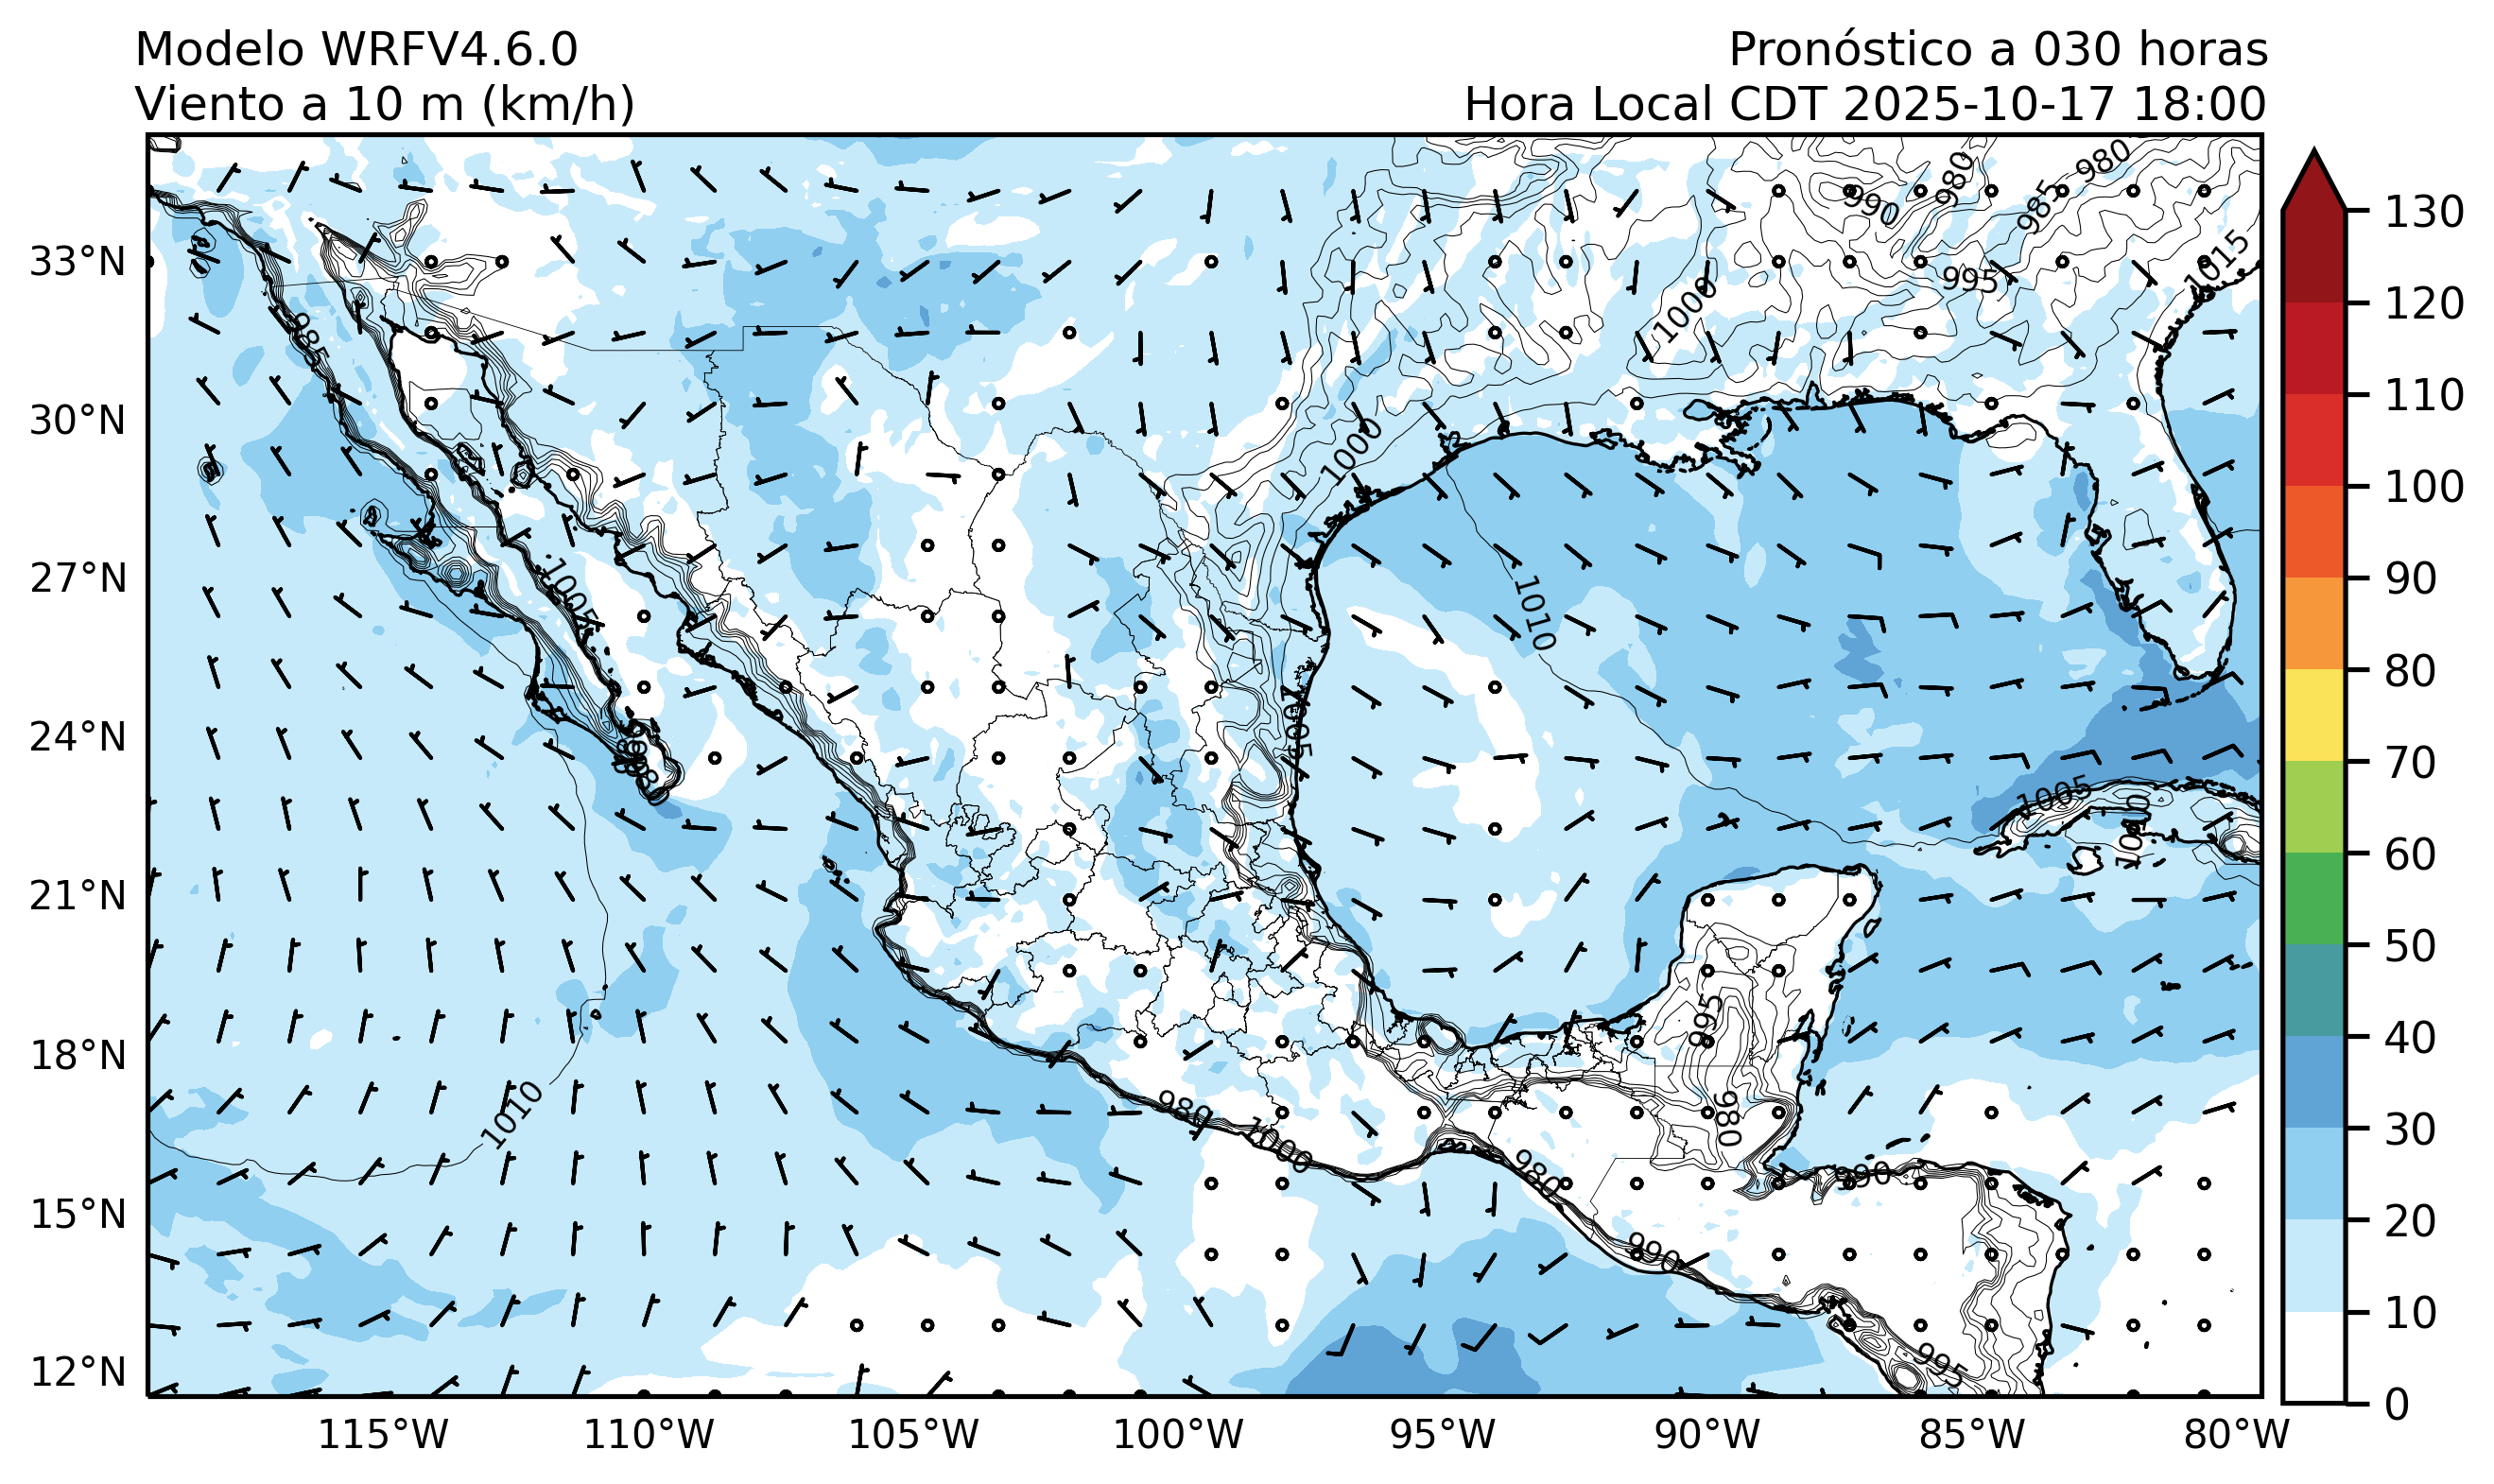 Modelo WRFV4.6.0
Pronóstico a 030 horas
Viento a 10 m (km/h)
Hora Local CDT 2025-10-17 18:00
980
980
990
985
1015
995
1000
985
1000
1005
1010
1005
1005
1010
995
980
980
1000
980
990
990
995
33°N
30°N
27°N
24°N
21°N
18°N
15°N
12°N
115°W
110°W
105°W
100°W
95°W
90°W
85°W
80°W
130
120
110
100
90
80
70
60
50
40
30
20
10
0